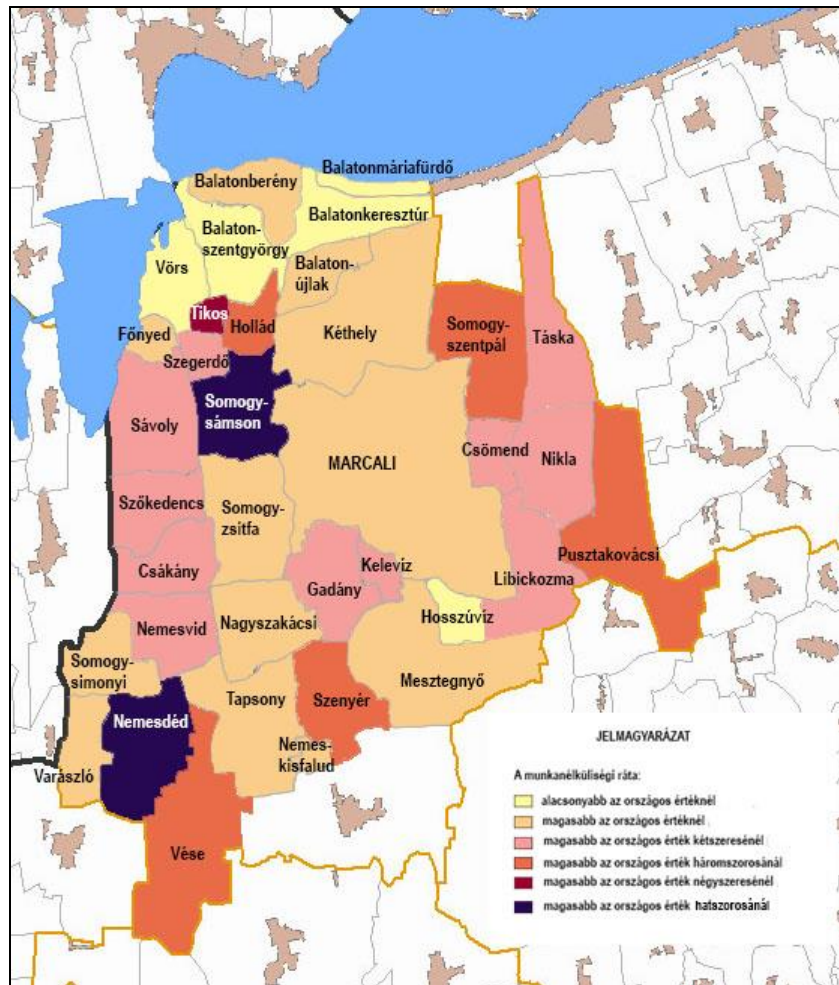 Balatonmáriafürdő
Balatonberény
Balatonkeresztúr
Balaton-
szentgyörgy
Vörs
Balaton-
újlak
Tikos
Hollád
Főnyed
Kéthely
Somogy-
szentpál
Táska
Szegerdő
Somogy-
sámson
Sávoly
MARCALI
Csömend
Nikla
Szőkedencs
Somogy-
zsitfa
Pusztakovácsi
Csákány
Kelevíz
Gadány
Libickozma
Hosszúvíz
Nemesvid
Nagyszakácsi
Somogy-
simonyi
Mesztegnyő
Tapsony
Szenyér
Nemesdéd
Nemes-
kisfalud
Varászló
Vése
JELMAGYARÁZAT
A munkanélküliségi ráta:
alacsonyabb az országos értéknél
magasabb az országos értéknél
magasabb az országos érték kétszeresénél
magasabb az országos érték háromszorosánál
magasabb az országos érték négyszeresénél
magasabb az országos érték hatszorosánál